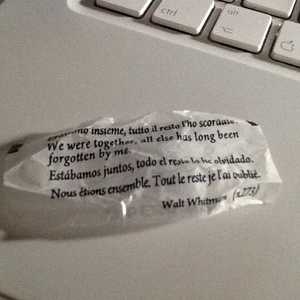 ctrl
alt
insieme, tutto il resto l'ho scordato.
We were together, all else has long been
forgotten by me.
Estábamos juntos, todo el resto lo he olvidado.
Nous étions ensemble. Tout le reste je l'ai oublié.
Walt Whitman